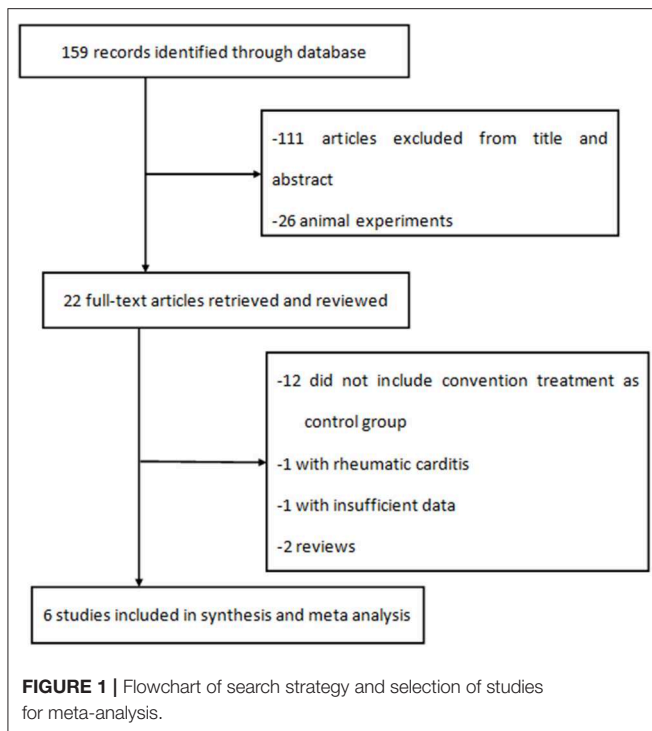 159 records identified through database
-111 articles excluded from title and
abstract
-26 animal experiments
22 full-text articles retrieved and reviewed
-12 did not include convention treatment as
control group
-1 with rheumatic carditis
-1 with insufficient data
-2 reviews
6 studies included in synthesis and meta analysis
FIGURE 1 | Flowchart of search strategy and selection of studies
for meta-analysis.